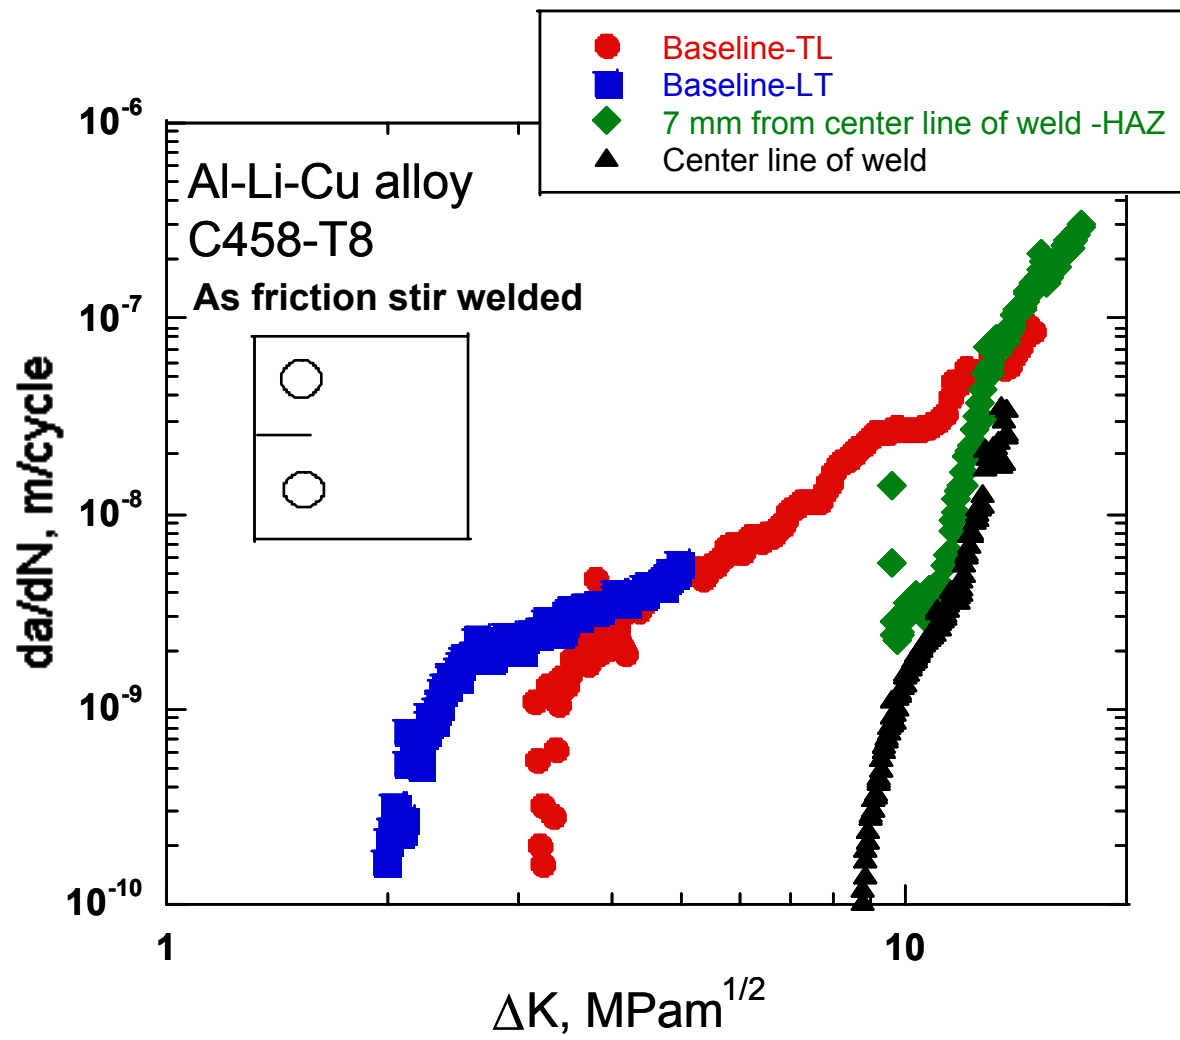 Baseline-TL
Baseline-LT
7 mm from center line of weld -HAZ
Center line of weld
Al-Li-Cu alloy
C458-T8
As friction stir welded
10⁻⁶
10⁻⁷
10⁻⁸
10⁻⁹
10⁻¹⁰
da/dN, m/cycle
1
10
ΔK, MPam¹/²